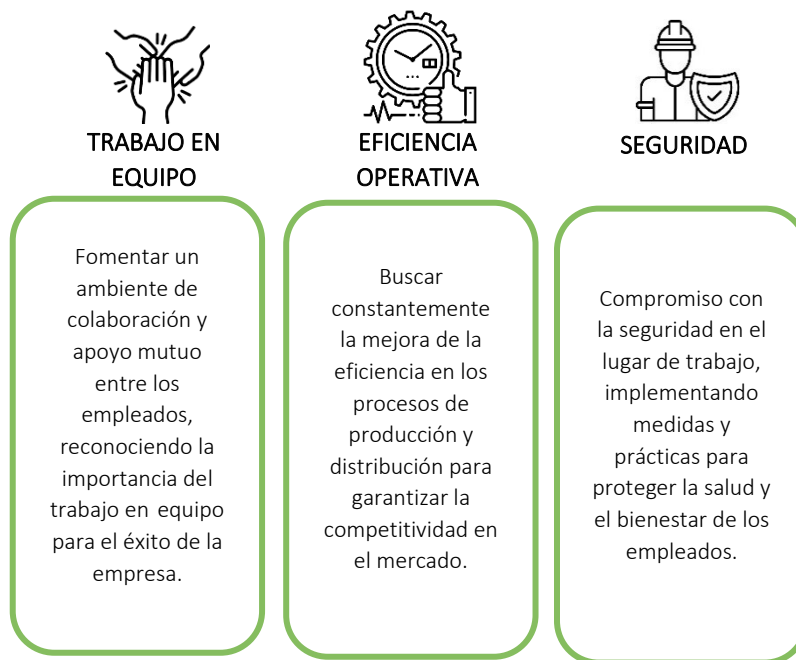 TRABAJO EN
EQUIPO
Fomentar un
ambiente de
colaboración y
apoyo mutuo
entre los
empleados,
reconociendo la
importancia del
trabajo en equipo
para el éxito de la
empresa.
EFICIENCIA
OPERATIVA
Buscar
constantemente
la mejora de la
eficiencia en los
procesos de
producción y
distribución para
garantizar la
competitividad en
el mercado.
SEGURIDAD
Compromiso con
la seguridad en el
lugar de trabajo,
implementando
medidas y
prácticas para
proteger la salud y
el bienestar de los
empleados.